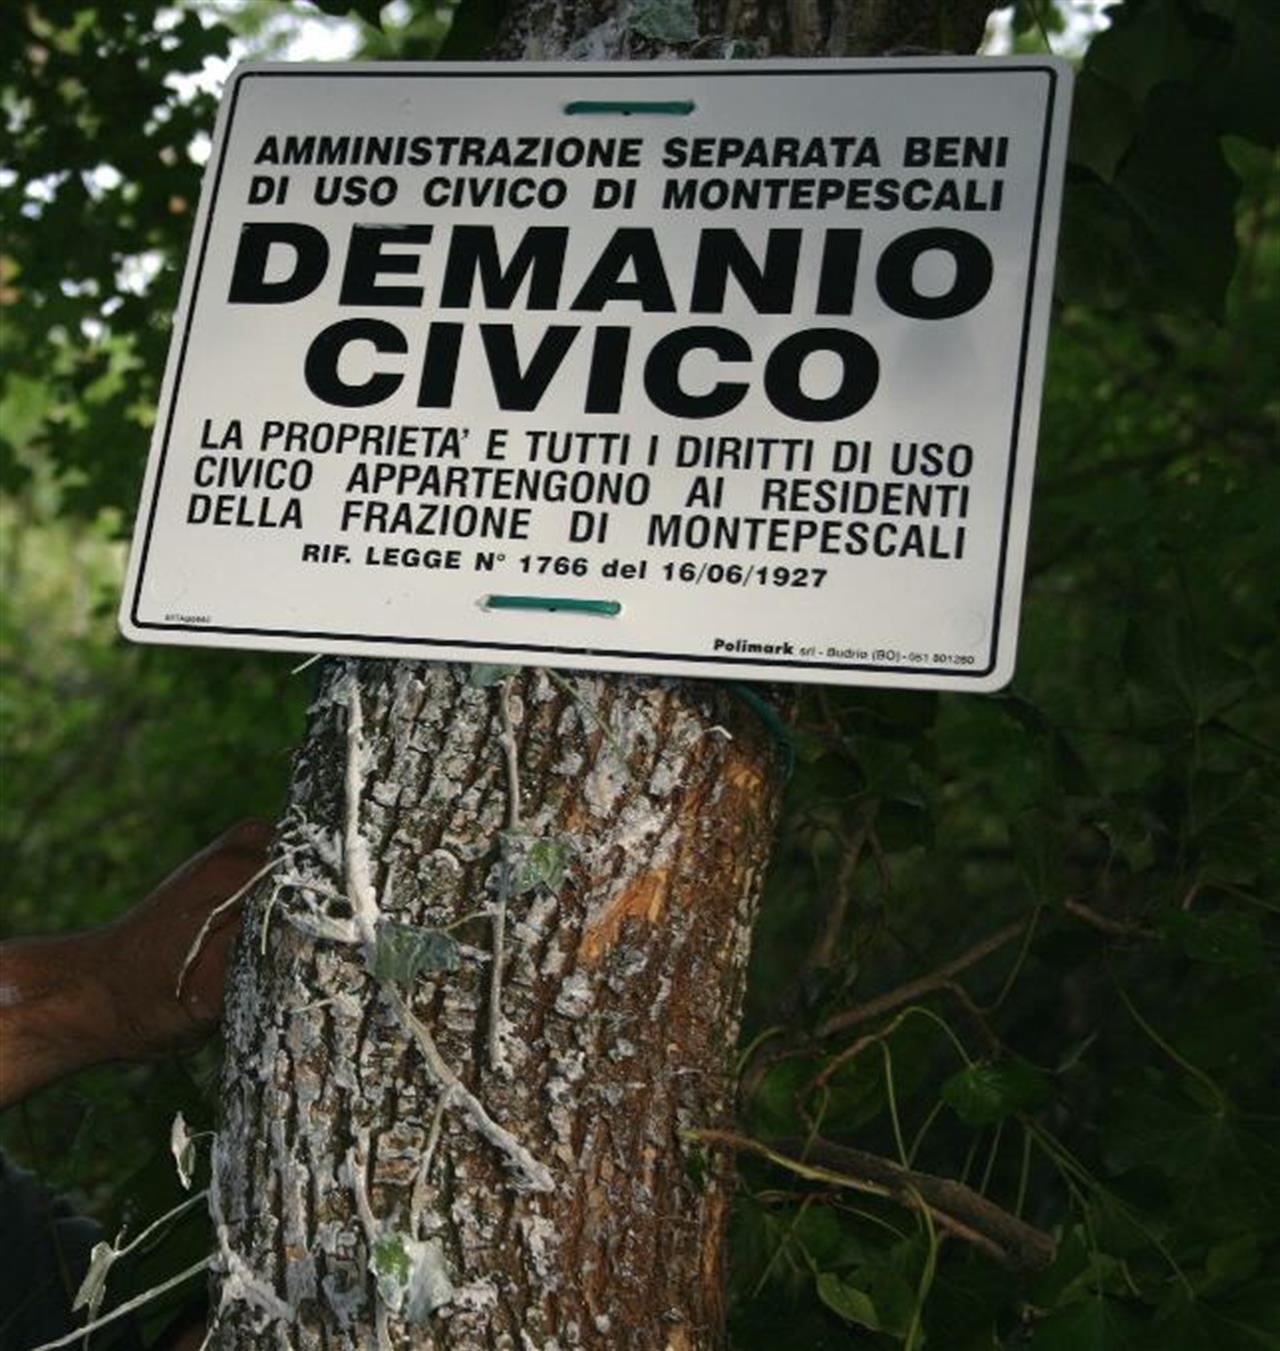 AMMINISTRAZIONE SEPARATA BENI
DI USO CIVICO DI MONTEPESCALI
DEMANIO
CIVICO
LA PROPRIETA' E TUTTI I DIRITTI DI USO
CIVICO APPARTENGONO AI RESIDENTI
DELLA FRAZIONE DI MONTEPESCALI
RIF. LEGGE N° 1766 del 16/06/1927
Polimark srl - Budrio (BO) - 051 801280